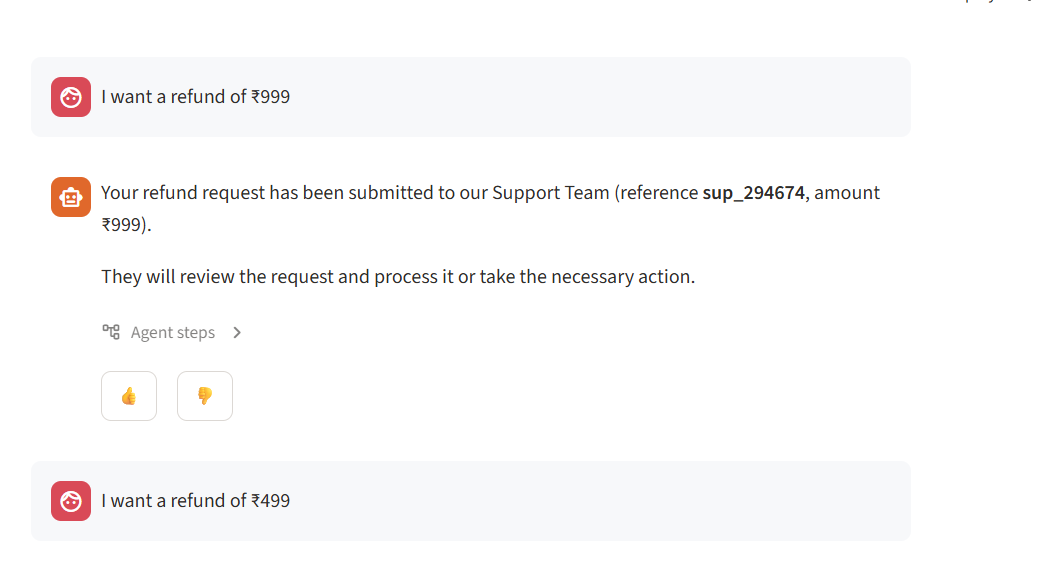 I want a refund of ₹999
Your refund request has been submitted to our Support Team (reference sup_294674, amount
₹999).
They will review the request and process it or take the necessary action.
Agent steps
I want a refund of ₹499